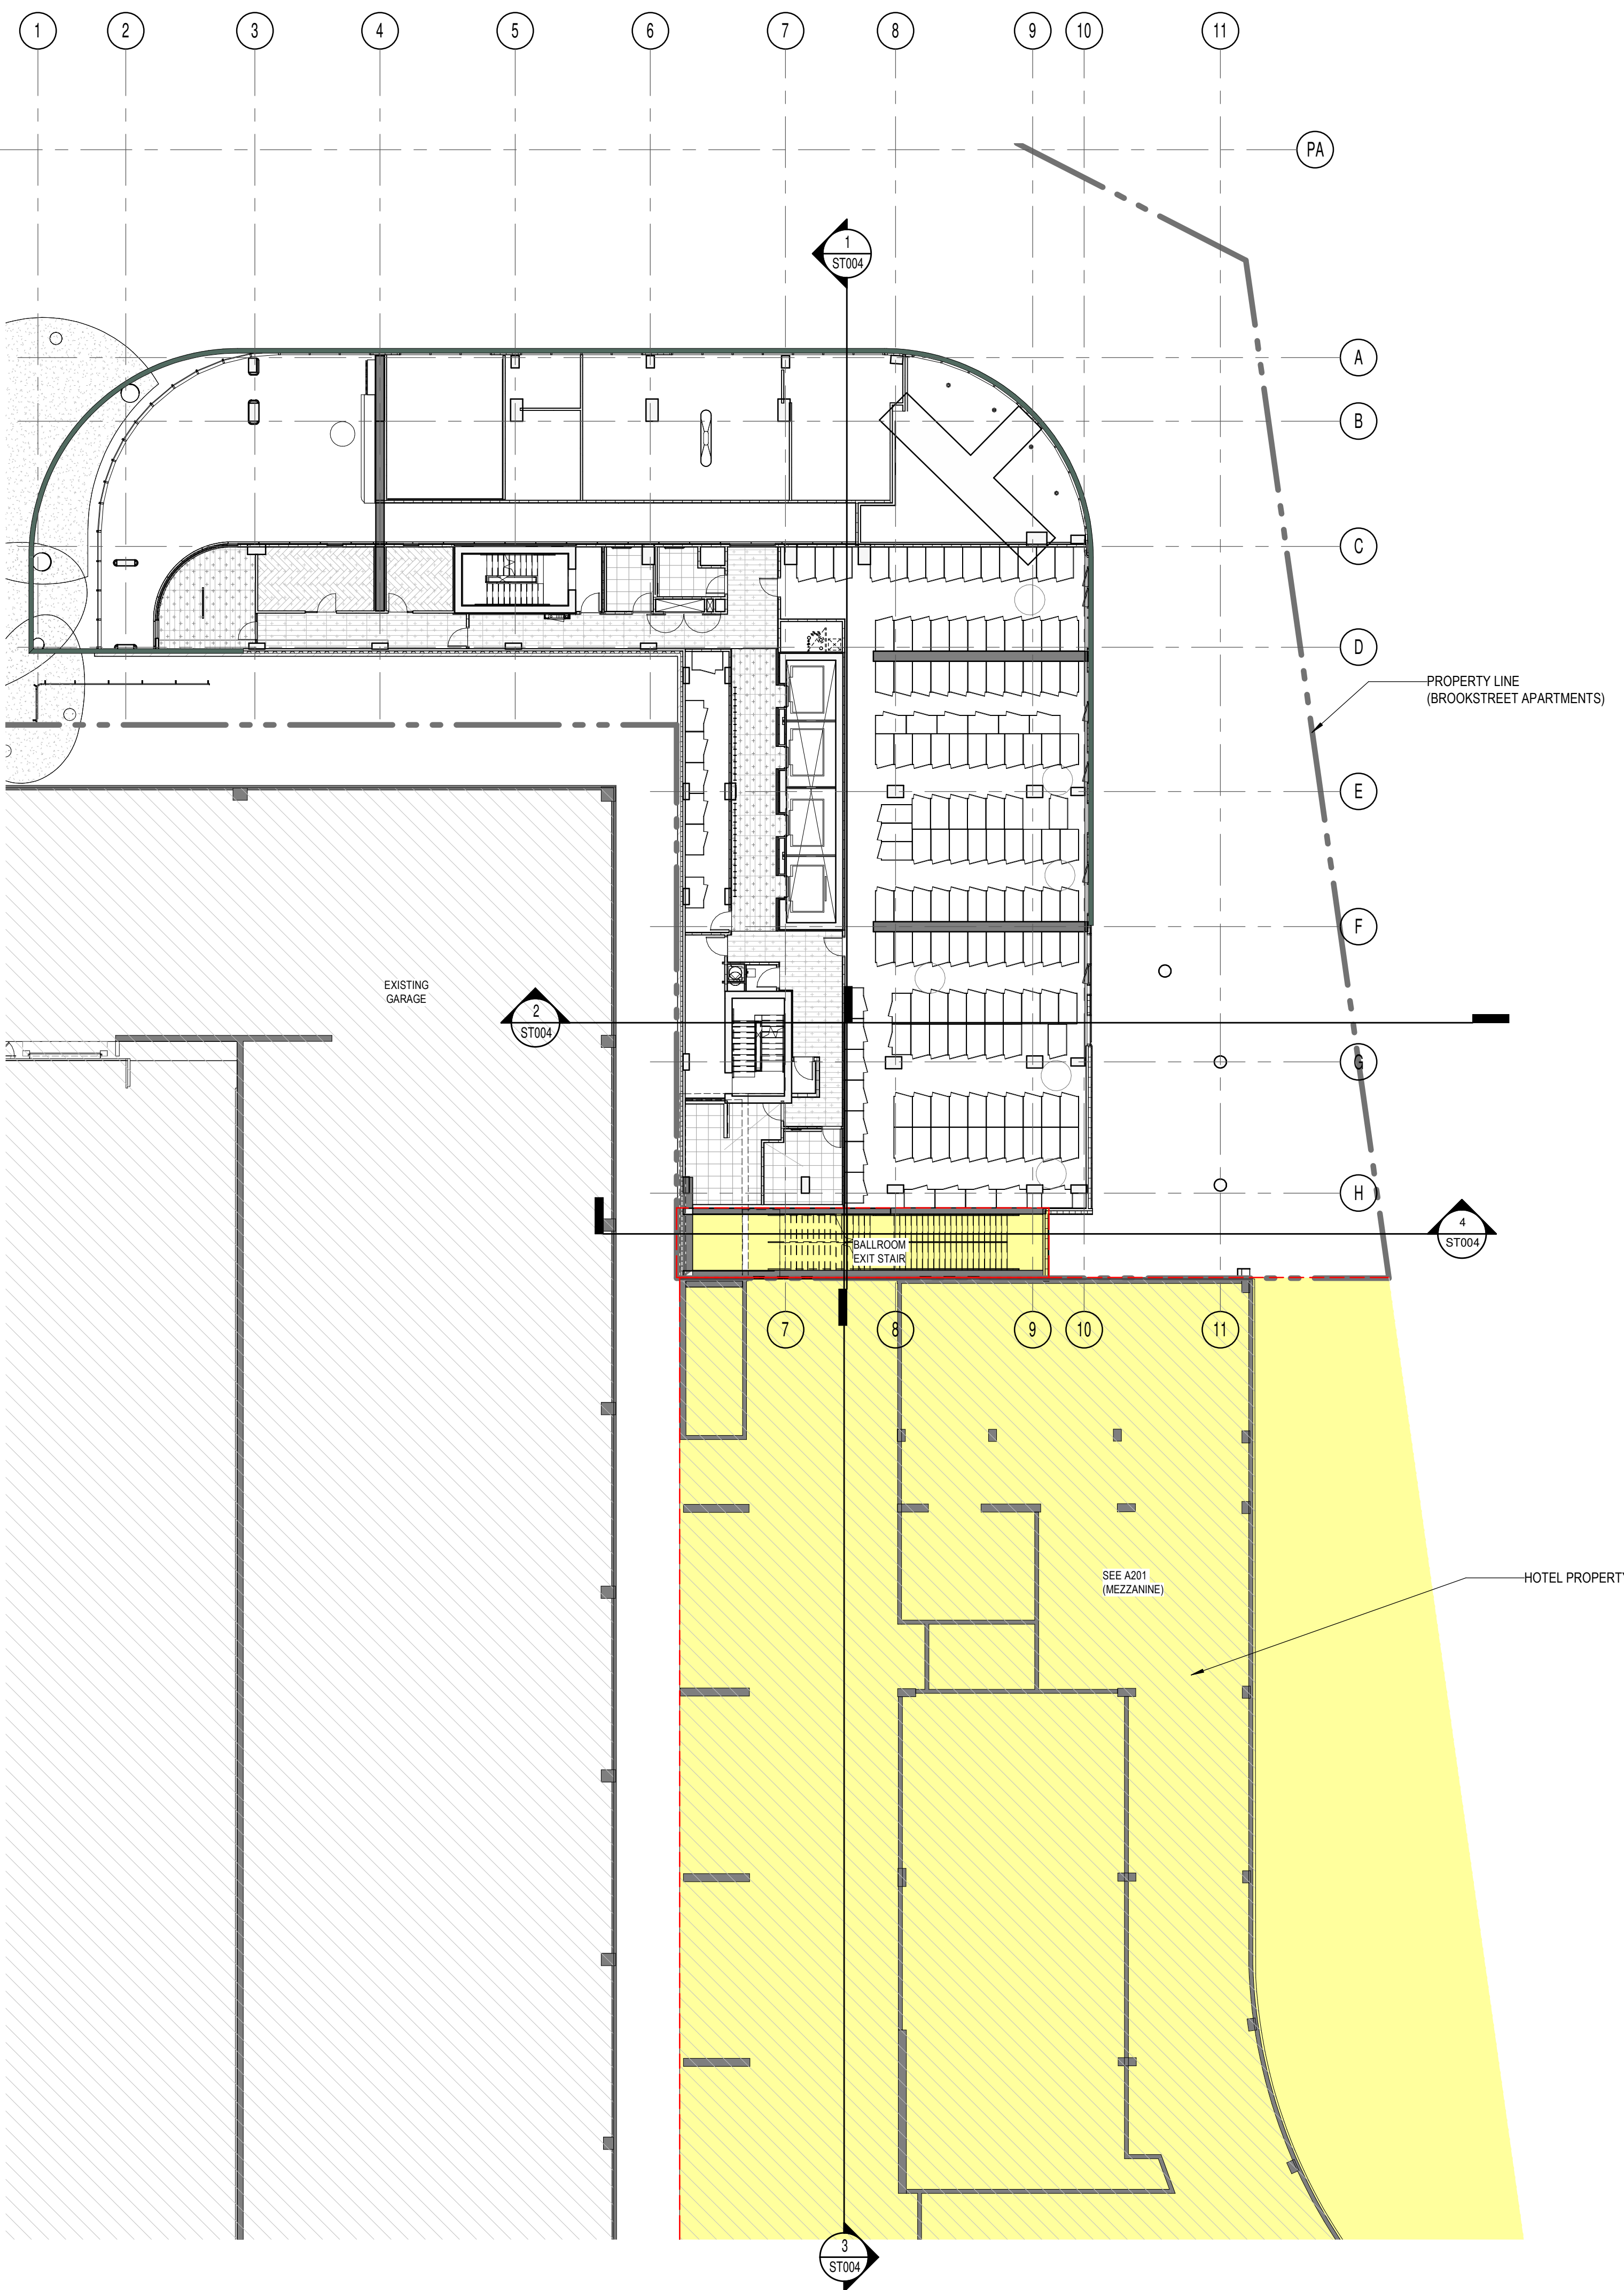 1 2 3 4 5 6 7 8 9 10 11
PA
1
ST004
A
B
C
D
PROPERTY LINE
(BROOKSTREET APARTMENTS)
E
F
EXISTING
GARAGE
2
ST004
G
H
4
ST004
BALLROOM
EXIT STAIR
7 8 9 10 11
SEE A201
(MEZZANINE)
HOTEL PROPERTY
3
ST004